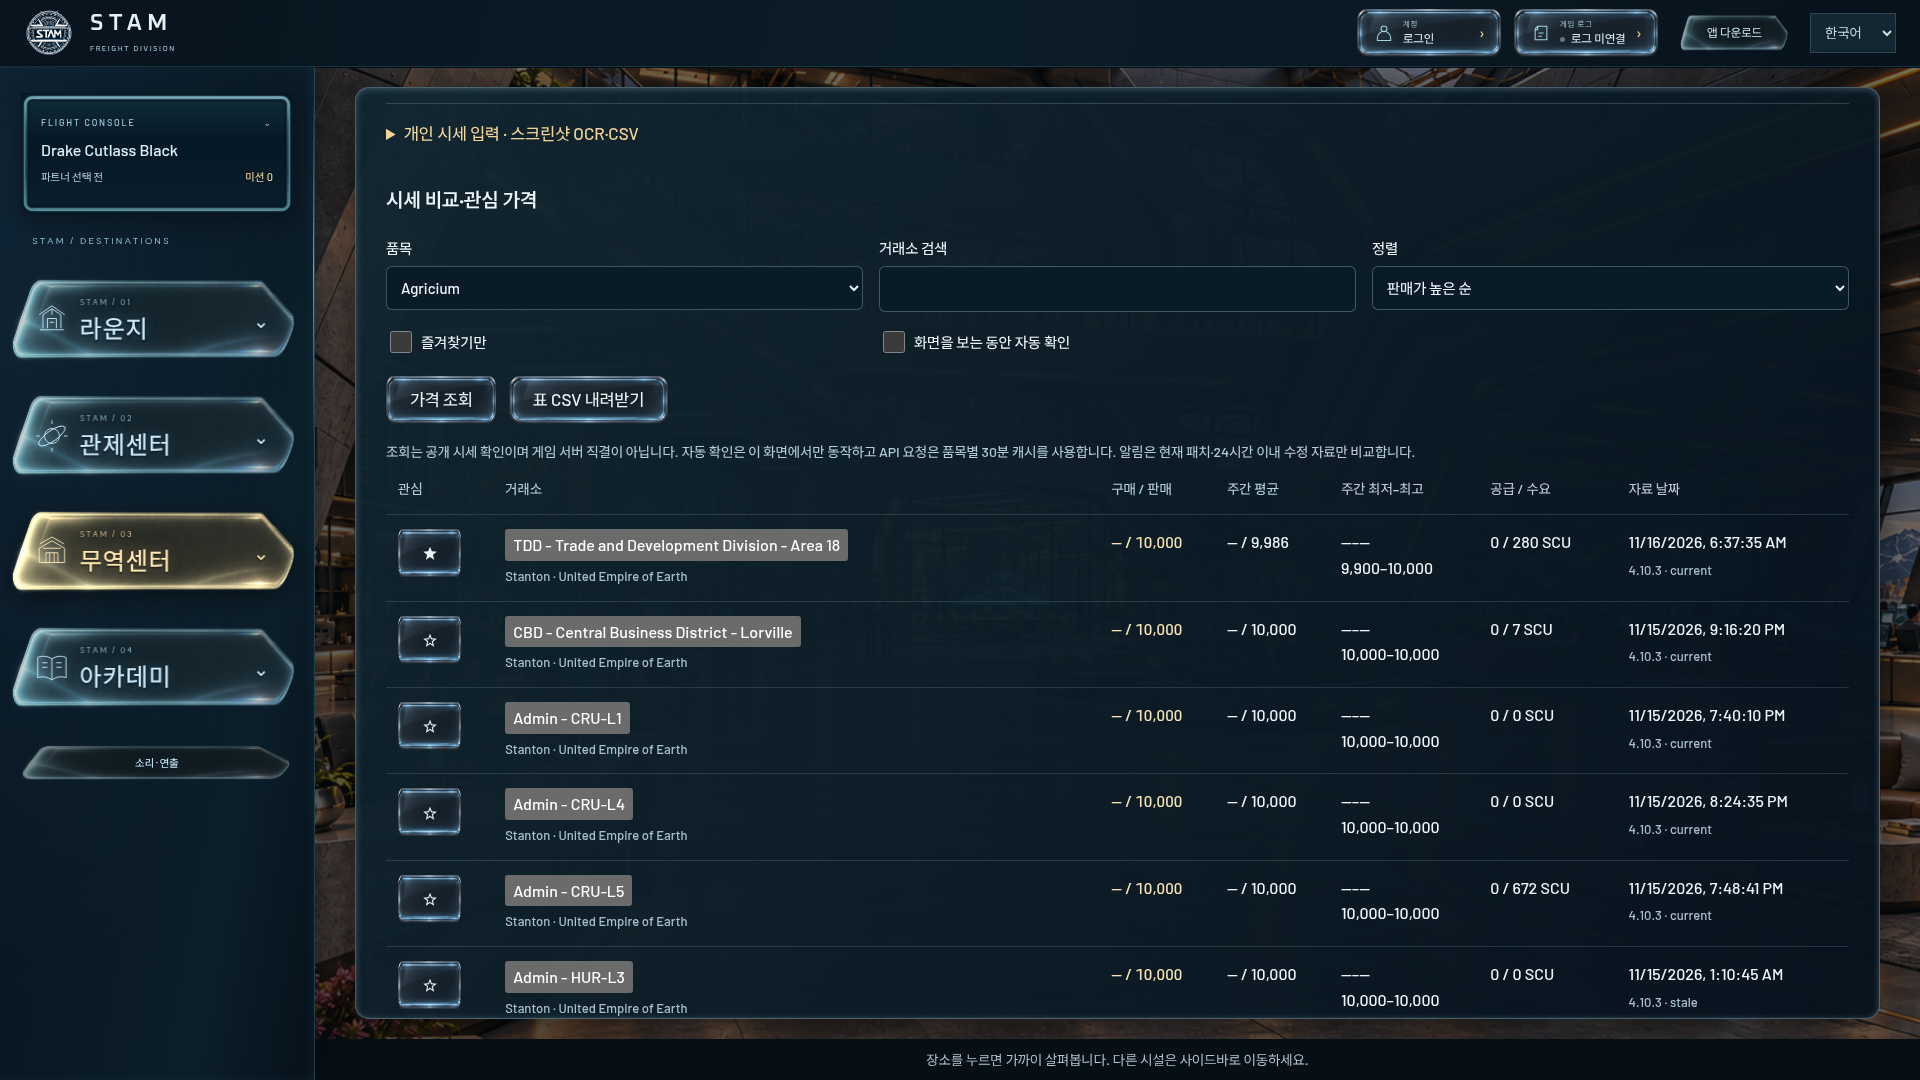 STAM
FREIGHT DIVISION
계정
로그인
게임 로그
로그 미연결
앱 다운로드
한국어
FLIGHT CONSOLE
Drake Cutlass Black
파트너 선택 전
미션 0
STAM / DESTINATIONS
STAM / 01
라운지
STAM / 02
관제센터
STAM / 03
무역센터
STAM / 04
아카데미
소리·연출
개인 시세 입력 · 스크린샷 OCR·CSV
시세 비교·관심 가격
품목
거래소 검색
정렬
Agricium
판매가 높은 순
즐겨찾기만
화면을 보는 동안 자동 확인
가격 조회
표 CSV 내려받기
조회는 공개 시세 확인이며 게임 서버 직결이 아닙니다. 자동 확인은 이 화면에서만 동작하고 API 요청은 품목별 30분 캐시를 사용합니다. 알림은 현재 패치·24시간 이내 수정 자료만 비교합니다.
관심 거래소 구매 / 판매 주간 평균 주간 최저–최고 공급 / 수요 자료 날짜
★ TDD - Trade and Development Division - Area 18 — / 10,000 — / 9,986 —–— 0 / 280 SCU 11/16/2026, 6:37:35 AM
Stanton · United Empire of Earth 9,900–10,000 4.10.3 · current
☆ CBD - Central Business District - Lorville — / 10,000 — / 10,000 —–— 0 / 7 SCU 11/15/2026, 9:16:20 PM
Stanton · United Empire of Earth 10,000–10,000 4.10.3 · current
☆ Admin - CRU-L1 — / 10,000 — / 10,000 —–— 0 / 0 SCU 11/15/2026, 7:40:10 PM
Stanton · United Empire of Earth 10,000–10,000 4.10.3 · current
☆ Admin - CRU-L4 — / 10,000 — / 10,000 —–— 0 / 0 SCU 11/15/2026, 8:24:35 PM
Stanton · United Empire of Earth 10,000–10,000 4.10.3 · current
☆ Admin - CRU-L5 — / 10,000 — / 10,000 —–— 0 / 672 SCU 11/15/2026, 7:48:41 PM
Stanton · United Empire of Earth 10,000–10,000 4.10.3 · current
☆ Admin - HUR-L3 — / 10,000 — / 10,000 —–— 0 / 0 SCU 11/15/2026, 1:10:45 AM
Stanton · United Empire of Earth 10,000–10,000 4.10.3 · stale
장소를 누르면 가까이 살펴봅니다. 다른 시설은 사이드바로 이동하세요.